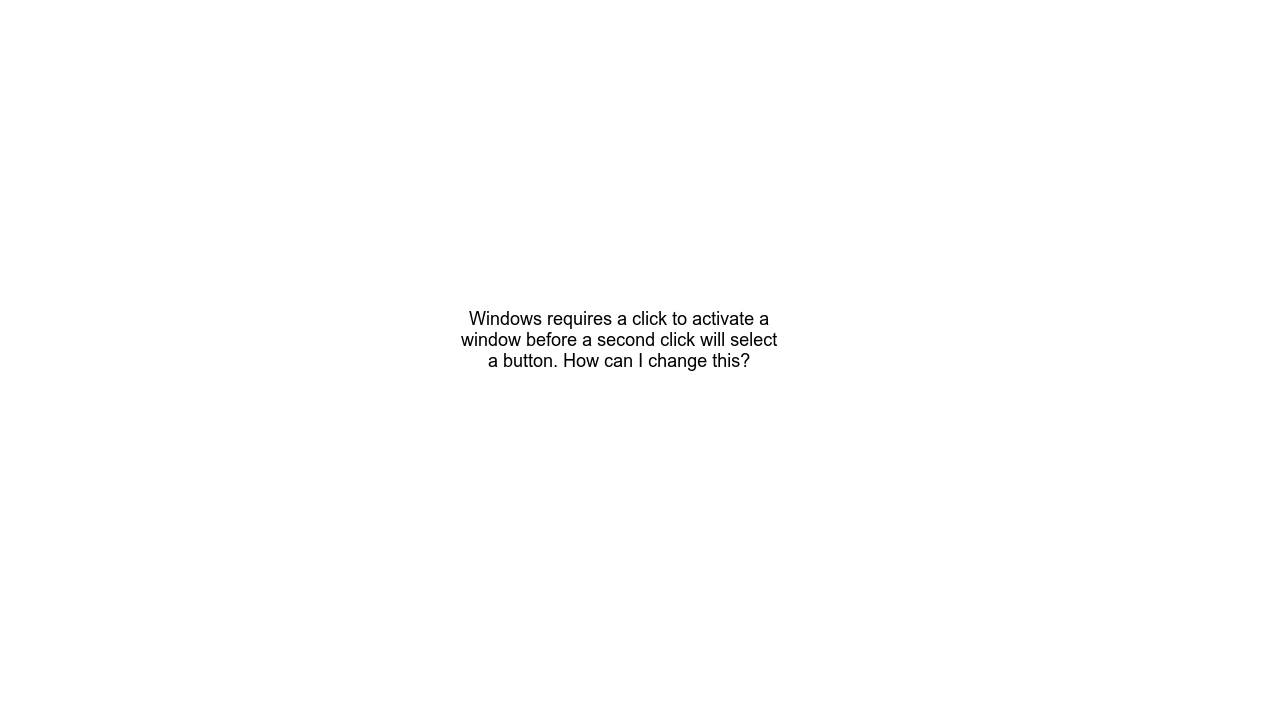 Windows requires a click to activate a
window before a second click will select
a button. How can I change this?